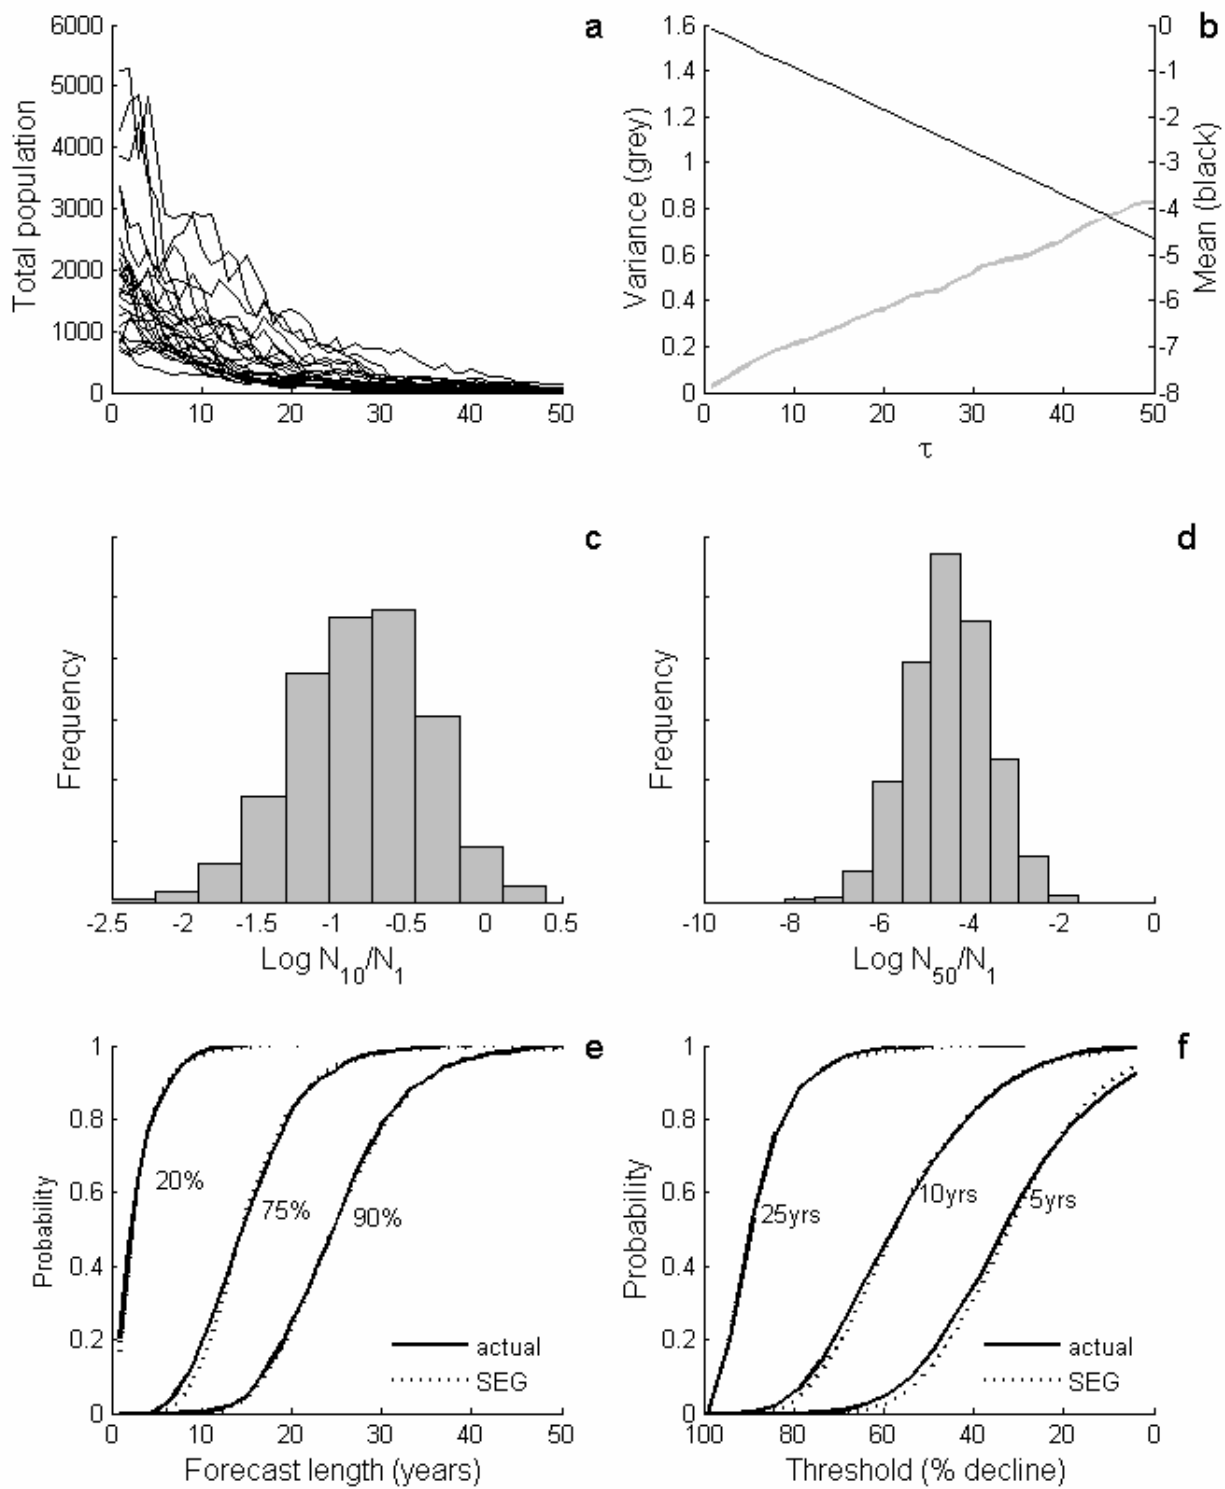 a
6000
5000
4000
3000
2000
1000
0
Total population
0 10 20 30 40 50
b
1.6
1.4
1.2
1
0.8
0.6
0.4
0.2
0
Variance (grey)
0
-1
-2
-3
-4
-5
-6
-7
-8
Mean (black)
0 10 20 30 40 50
τ
c
Frequency
-2.5 -2 -1.5 -1 -0.5 0 0.5
Log N10/N1
d
Frequency
-10 -8 -6 -4 -2 0
Log N50/N1
e
1
0.8
0.6
0.4
0.2
0
Probability
20%
75%
90%
actual
SEG
0 10 20 30 40 50
Forecast length (years)
f
1
0.8
0.6
0.4
0.2
0
Probability
25yrs
10yrs
5yrs
actual
SEG
100 80 60 40 20 0
Threshold (% decline)